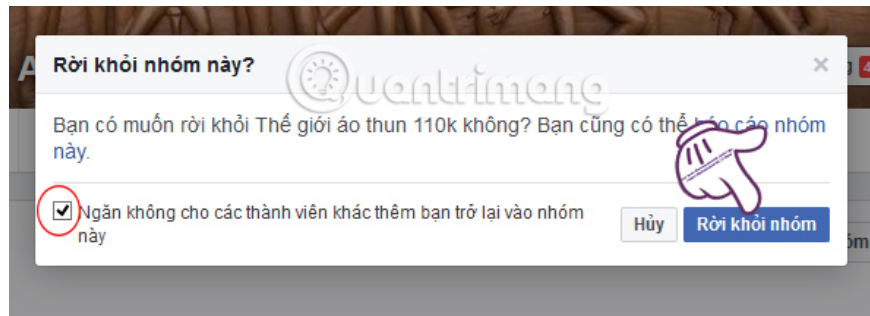 Rời khỏi nhóm này?
Quantrimang
Bạn có muốn rời khỏi Thế giới áo thun 110k không? Bạn cũng có thể báo cáo nhóm
này.
Ngăn không cho các thành viên khác thêm bạn trở lại vào nhóm
này
Hủy
Rời khỏi nhóm